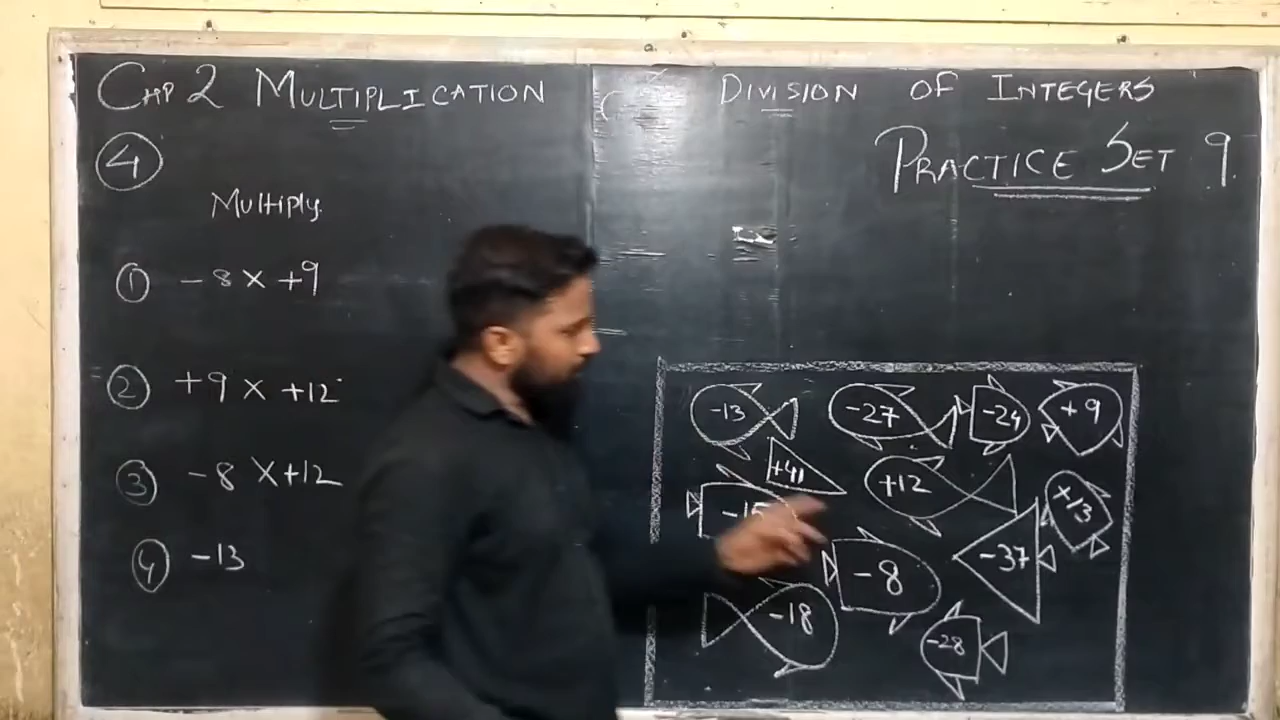 CHP 2 MULTIPLICATION DIVISION OF INTEGERS
PRACTICE SET 9
4
Multiply.
1 -8 X +9
2 +9 X +12
3 -8 X +12
4 -13
-13
-27
-24
+9
+41
+12
-15
-37
-8
-18
-28